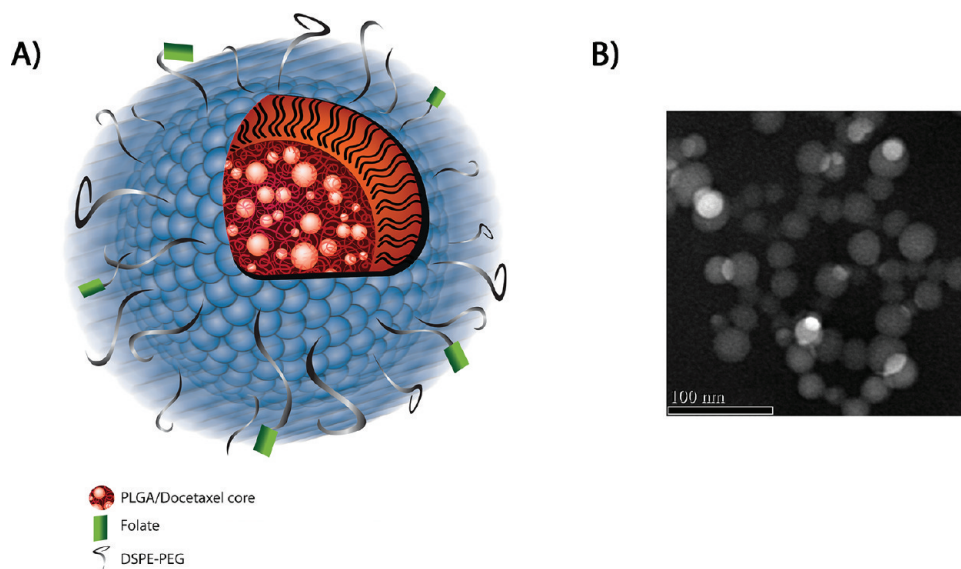 A)
B)
100 nm
PLGA/Docetaxel core
Folate
DSPE-PEG